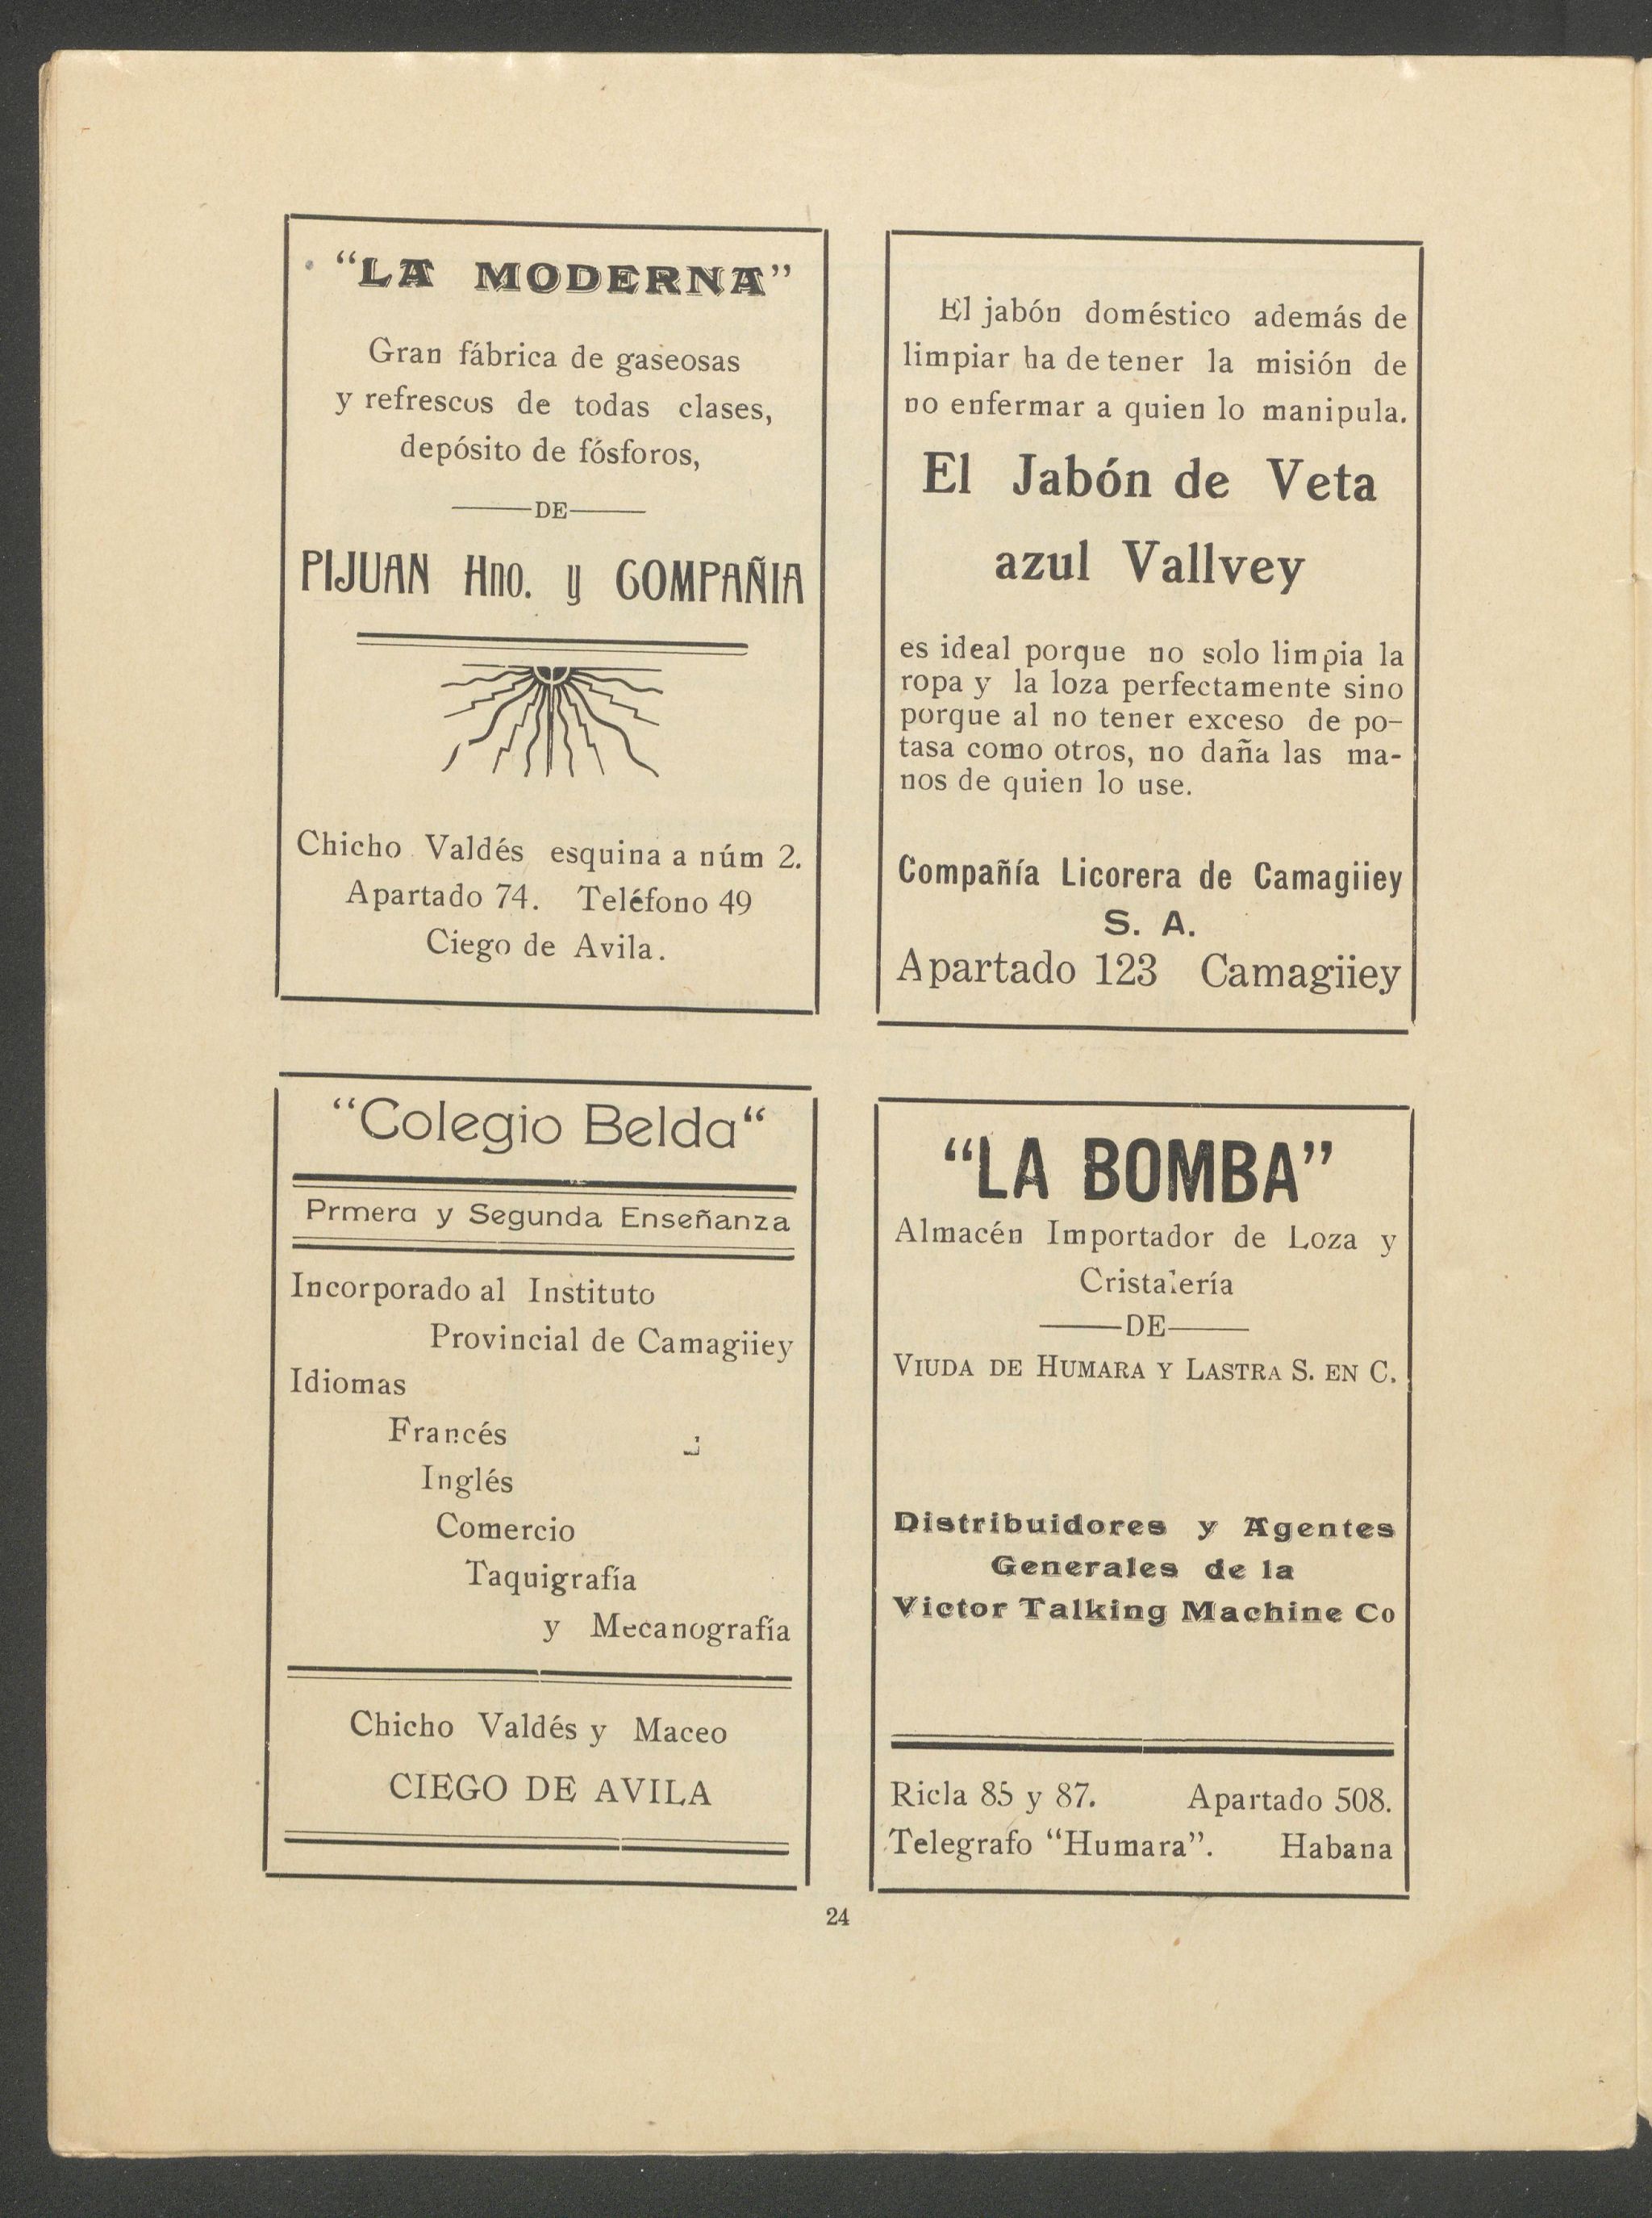 “LA MODERNA”
Gran fábrica de gaseosas
y refrescos de todas clases,
depósito de fósforos,
DE
PIJUAN Hno. y COMPAÑIA
Chicho Valdés esquina a núm 2.
Apartado 74. Teléfono 49
Ciego de Avila.
El jabón doméstico además de
limpiar ha de tener la misión de
no enfermar a quien lo manipula.
El Jabón de Veta
azul Vallvey
es ideal porque no solo limpia la
ropa y la loza perfectamente sino
porque al no tener exceso de po-
tasa como otros, no daña las ma-
nos de quien lo use.
Compañía Licorera de Camagiiey
S. A.
Apartado 123 Camagiiey
“Colegio Belda“
Prmera y Segunda Enseñanza
Incorporado al Instituto
Provincial de Camagiiey
Idiomas
Francés
Inglés
Comercio
Taquigrafía
y Mecanografía
Chicho Valdés y Maceo
CIEGO DE AVILA
“LA BOMBA”
Almacén Importador de Loza y
Cristalería
DE
VIUDA DE HUMARA Y LASTRA S. EN C.
Distribuidores y Agentes
Generales de la
Victor Talking Machine Co
Ricla 85 y 87. Apartado 508.
Telegrafo “Humara”. Habana
24